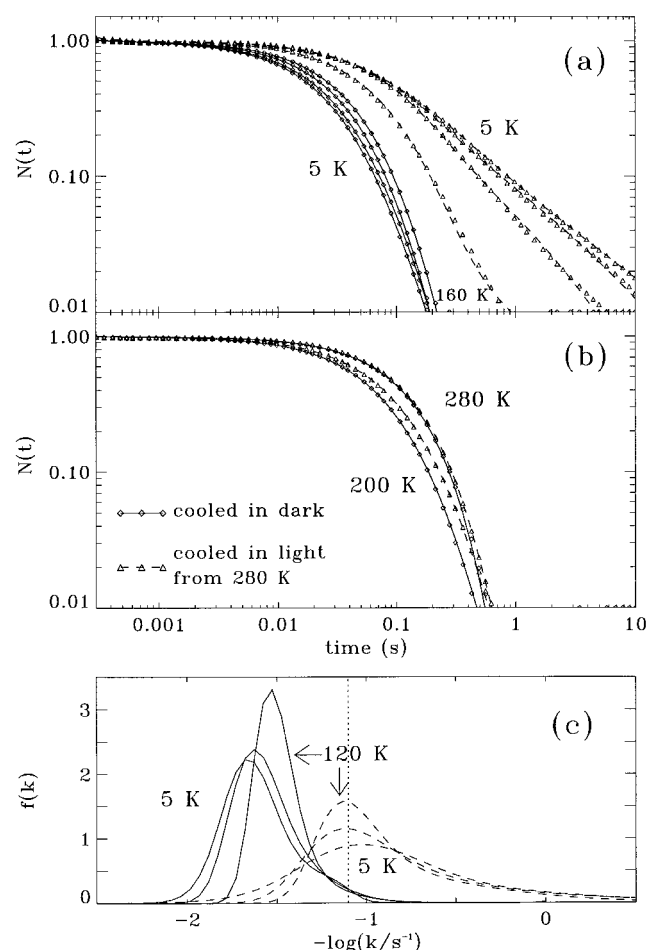 1.00
(a)
N(t)
5 K
5 K
0.10
160 K
0.01
1.00
(b)
N(t)
280 K
0.10
200 K
cooled in dark
cooled in light
from 280 K
0.01
0.001
0.01
0.1
1
10
time (s)
3
(c)
120 K
f(k)
2
5 K
1
5 K
0
−2
−1
0
−log(k/s⁻¹)